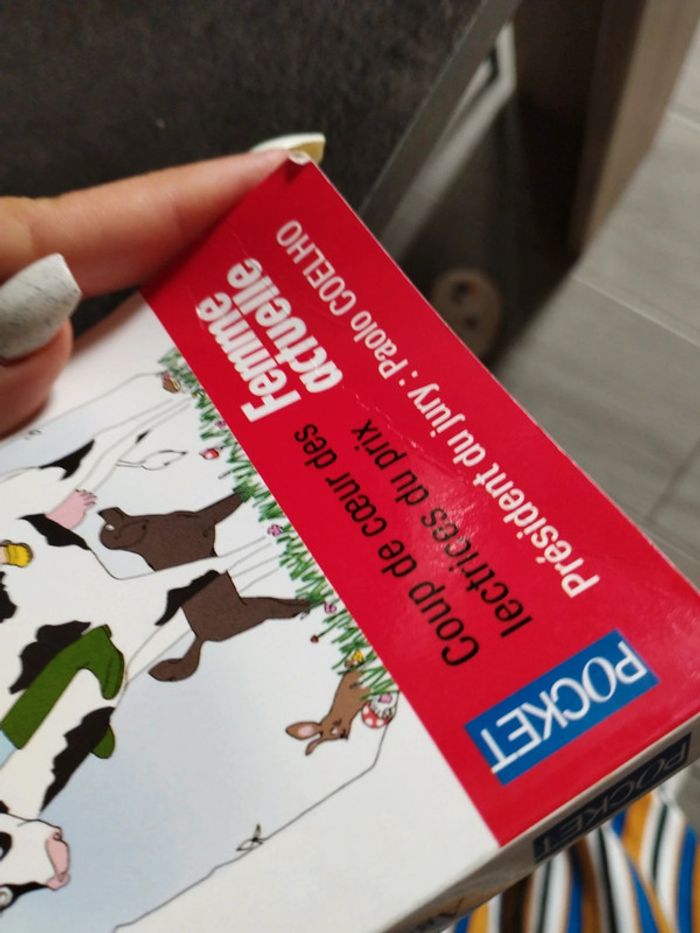 Coup de cœur des
lectrices du prix
Femme
actuelle
Président du jury : Paolo COELHO
POCKET
POCKET